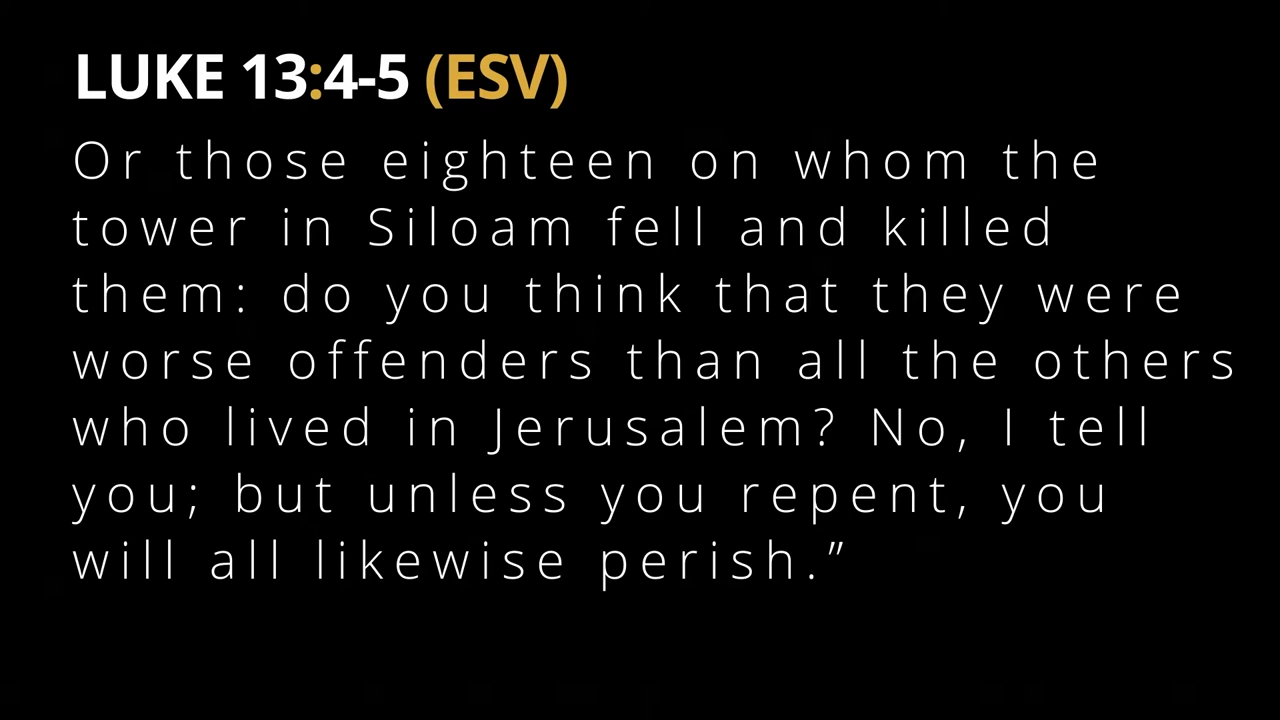 LUKE 13:4-5 (ESV)
Or those eighteen on whom the
tower in Siloam fell and killed
them: do you think that they were
worse offenders than all the others
who lived in Jerusalem? No, I tell
you; but unless you repent, you
will all likewise perish.”